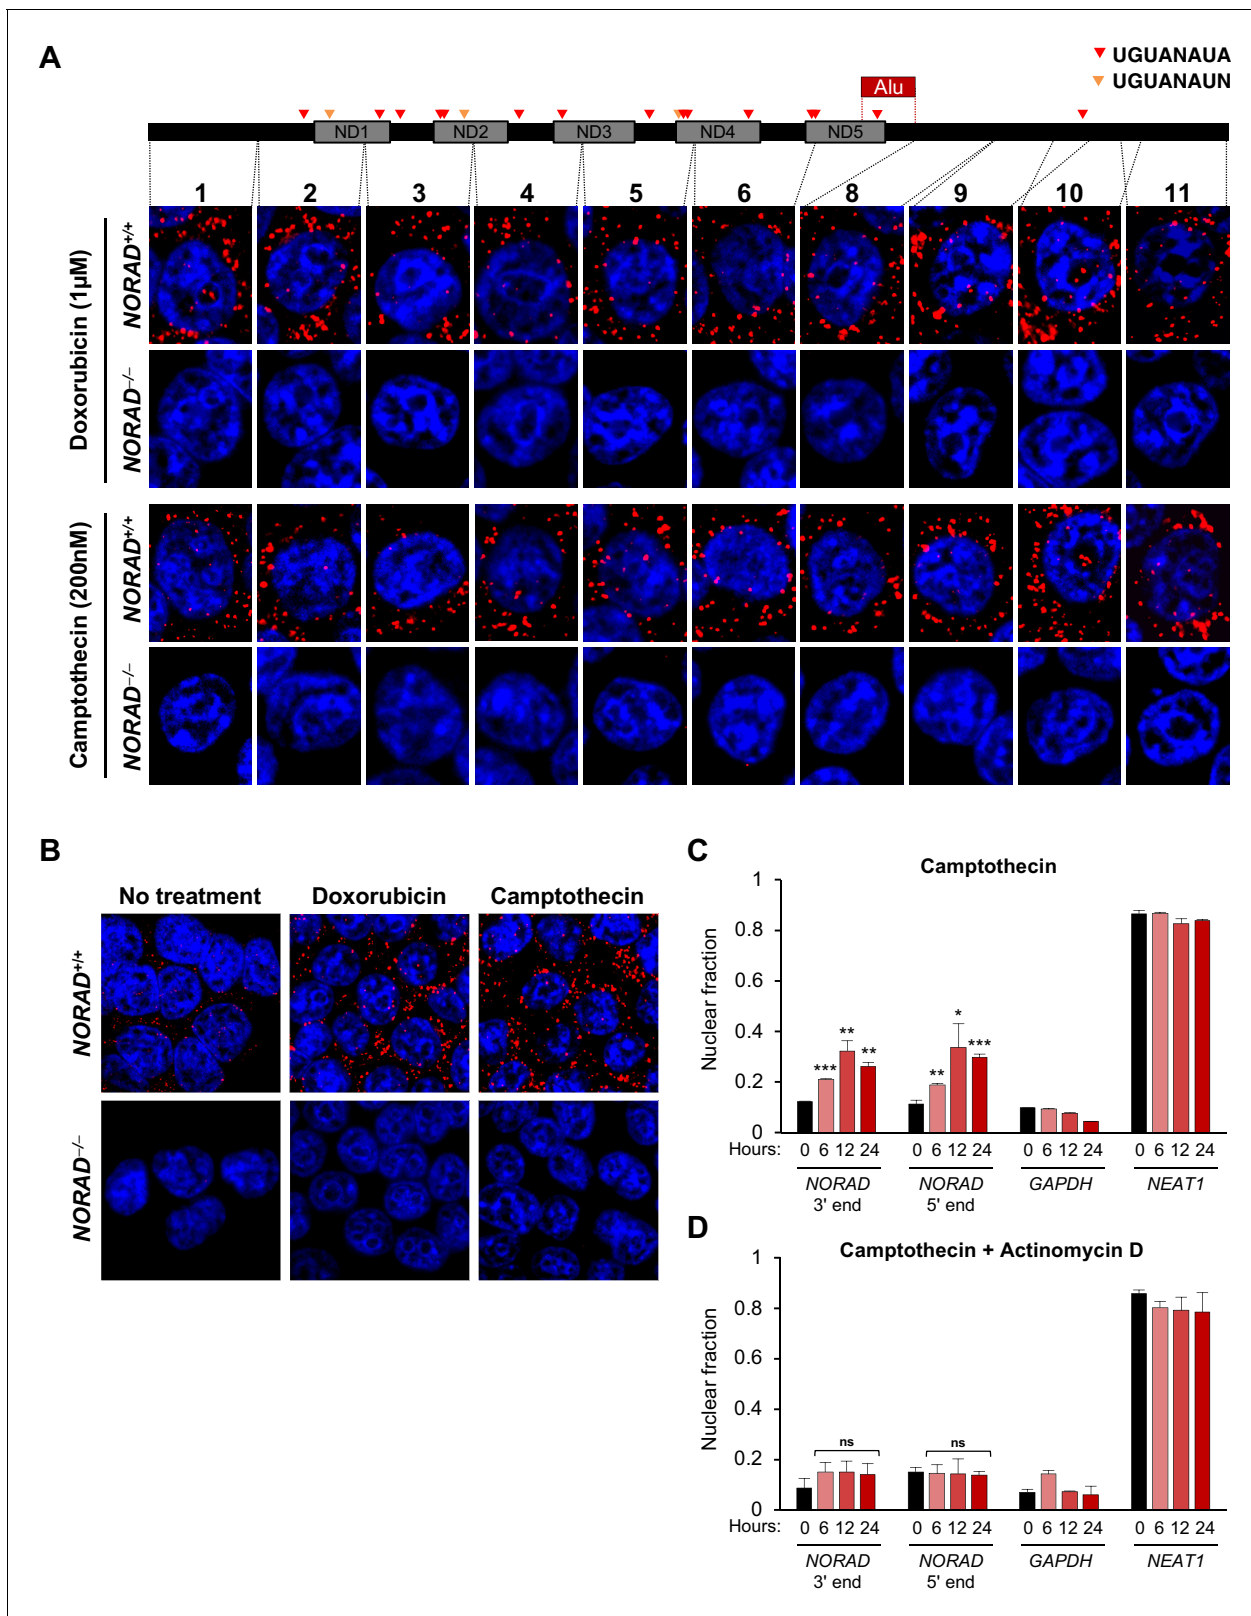 A
UGUANAUA
UGUANAUN
Alu
ND1 ND2 ND3 ND4 ND5
1 2 3 4 5 6 8 9 10 11
Doxorubicin (1µM)
NORAD+/+
NORAD–/–
Camptothecin (200nM)
NORAD+/+
NORAD–/–
B
No treatment Doxorubicin Camptothecin
NORAD+/+
NORAD–/–
C
Camptothecin
Nuclear fraction
1
0.8
0.6
0.4
0.2
0
*** ** ** ** * ***
Hours: 0 6 12 24 0 6 12 24 0 6 12 24 0 6 12 24
NORAD NORAD GAPDH NEAT1
3' end 5' end
D
Camptothecin + Actinomycin D
Nuclear fraction
1
0.8
0.6
0.4
0.2
0
ns ns
Hours: 0 6 12 24 0 6 12 24 0 6 12 24 0 6 12 24
NORAD NORAD GAPDH NEAT1
3' end 5' end